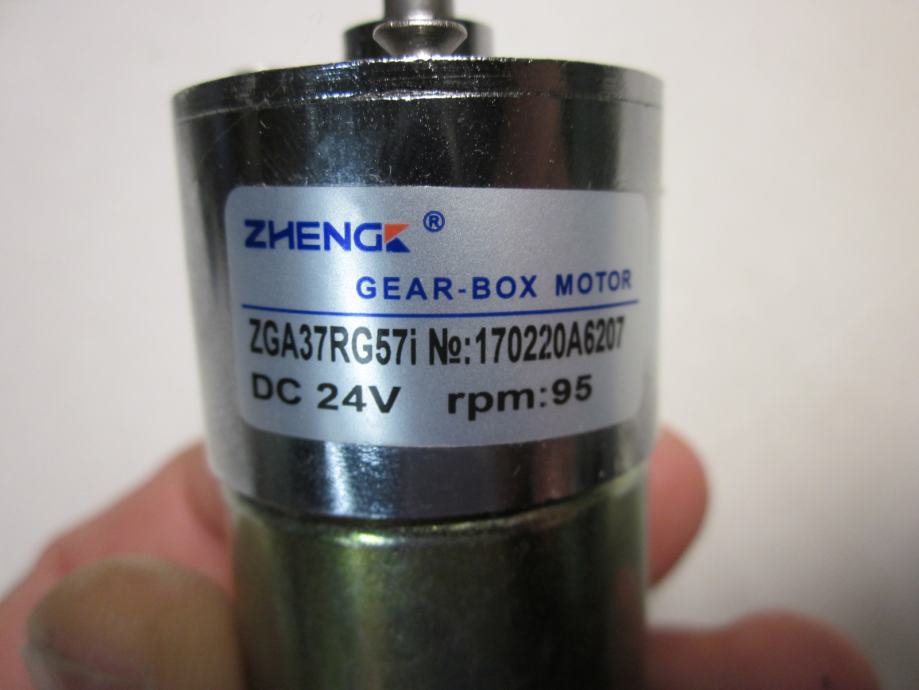 ZHENGK ®
GEAR-BOX MOTOR
ZGA37RG57i №:170220A6207
DC 24V rpm:95